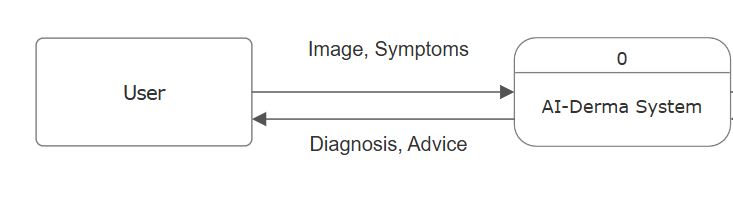 Image, Symptoms
0
User
AI-Derma System
Diagnosis, Advice